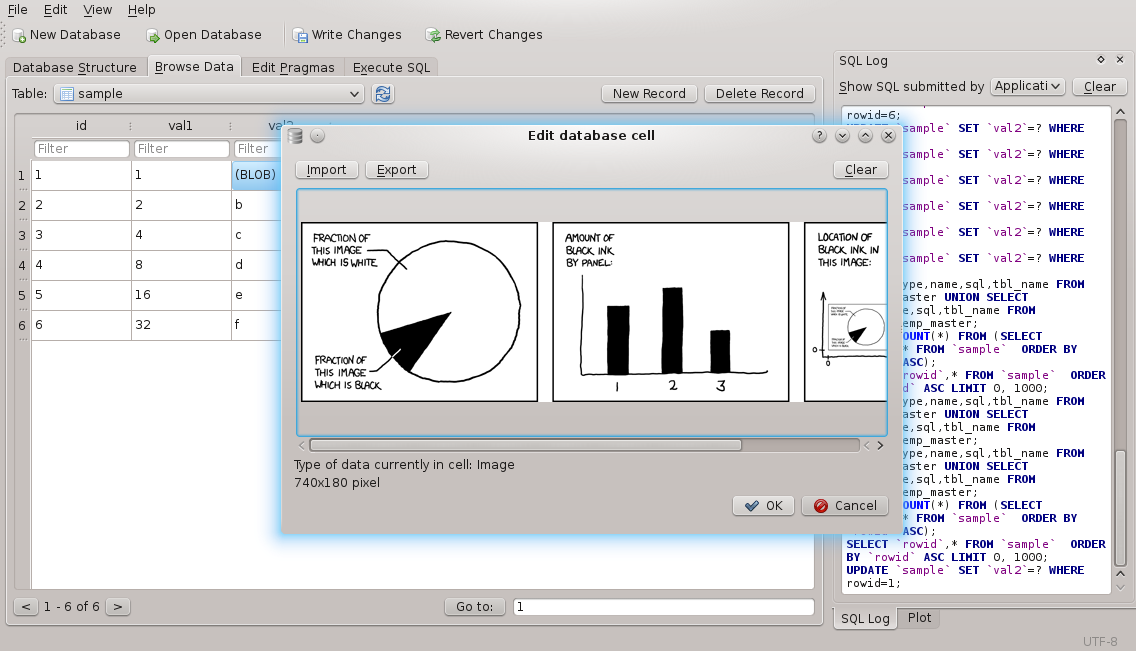 File Edit View Help
New Database Open Database Write Changes Revert Changes
Database Structure Browse Data Edit Pragmas Execute SQL
Table: sample New Record Delete Record
id val1
Filter Filter Filter
1 1 1 (BLOB)
2 2 2 b
3 3 4 c
4 4 8 d
5 5 16 e
6 6 32 f
< 1 - 6 of 6 > Go to: 1
Edit database cell
Import Export Clear
FRACTION OF
THIS IMAGE
WHICH IS WHITE
FRACTION OF
THIS IMAGE
WHICH IS BLACK
AMOUNT OF
BLACK INK
BY PANEL:
1 2 3
LOCATION OF
BLACK INK IN
THIS IMAGE:
0
0
Type of data currently in cell: Image
740x180 pixel
OK Cancel
SQL Log
Show SQL submitted by Applicati Clear
rowid=6;
sample` SET `val2`=? WHERE
sample` SET `val2`=? WHERE
sample` SET `val2`=? WHERE
sample` SET `val2`=? WHERE
sample` SET `val2`=? WHERE
sample` SET `val2`=? WHERE
ype,name,sql,tbl_name FROM
aster UNION SELECT
e,sql,tbl_name FROM
emp_master;
OUNT(*) FROM (SELECT
* FROM `sample` ORDER BY
ASC);
rowid`,* FROM `sample` ORDER
` ASC LIMIT 0, 1000;
ype,name,sql,tbl_name FROM
aster UNION SELECT
e,sql,tbl_name FROM
emp_master;
ype,name,sql,tbl_name FROM
aster UNION SELECT
e,sql,tbl_name FROM
emp_master;
OUNT(*) FROM (SELECT
* FROM `sample` ORDER BY
ASC);
SELECT `rowid`,* FROM `sample` ORDER
BY `rowid` ASC LIMIT 0, 1000;
UPDATE `sample` SET `val2`=? WHERE
rowid=1;
SQL Log Plot
UTF-8